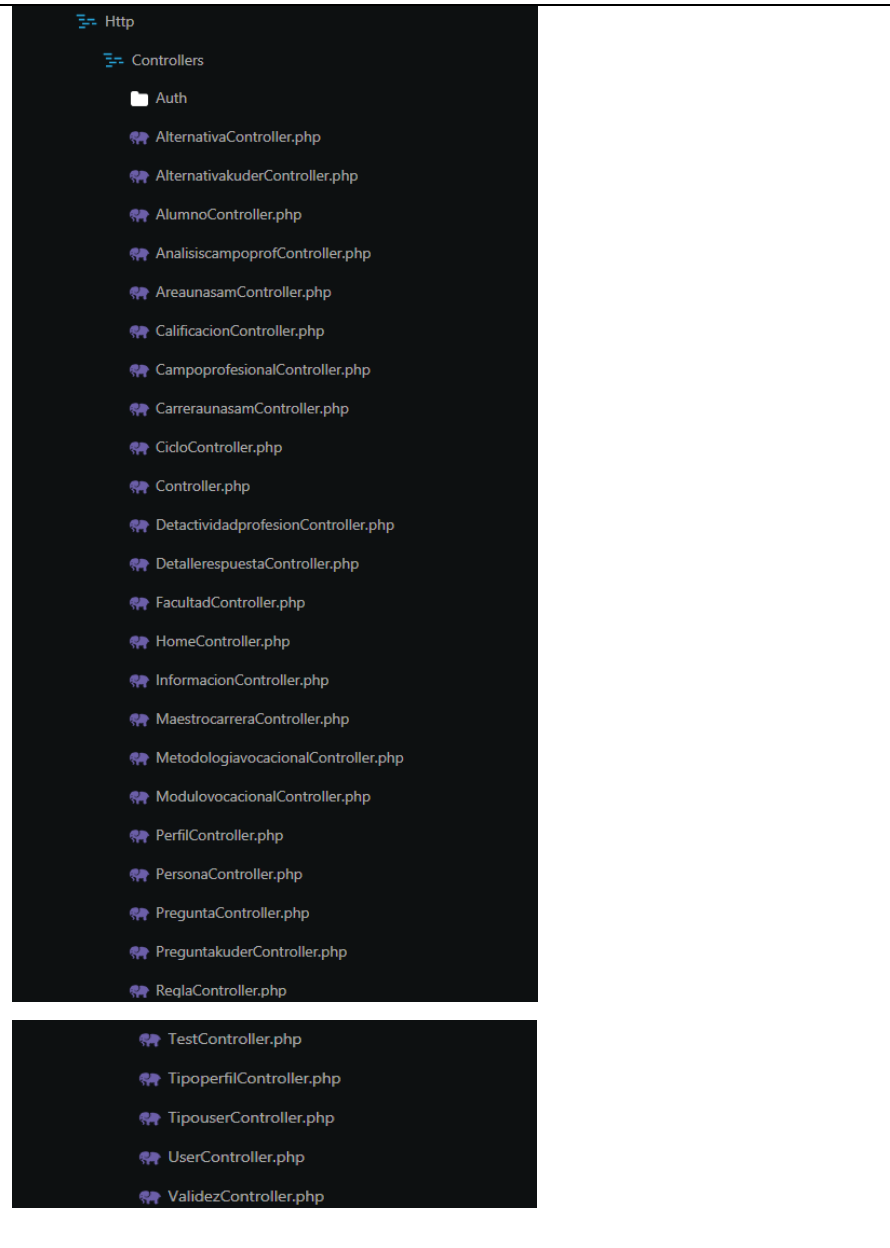 Http
Controllers
Auth
AlternativaController.php
AlternativakuderController.php
AlumnoController.php
AnalisiscampoprofController.php
AreaunasamController.php
CalificacionController.php
CampoprofesionalController.php
CarreraunasamController.php
CicloController.php
Controller.php
DetactividadprofesionController.php
DetallerespuestaController.php
FacultadController.php
HomeController.php
InformacionController.php
MaestrocarreraController.php
MetodologiavocacionalController.php
ModulovocacionalController.php
PerfilController.php
PersonaController.php
PreguntaController.php
PreguntakuderController.php
ReglaController.php
TestController.php
TipoperfilController.php
TipouserController.php
UserController.php
ValidezController.php